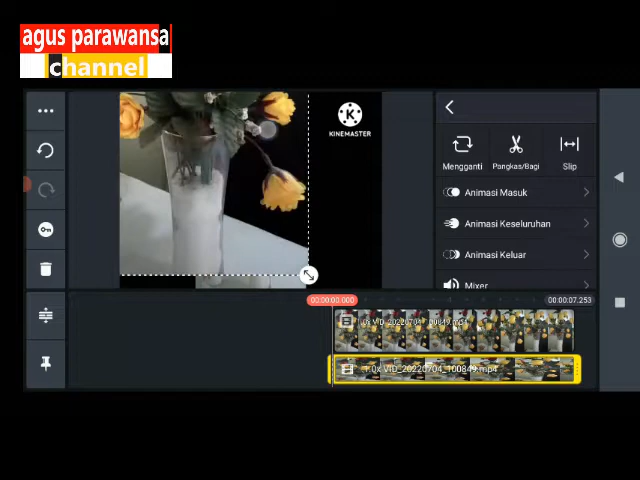 agus parawansa
channel
KINEMASTER
Mengganti
Pangkas/Bagi
Slip
Animasi Masuk
Animasi Keseluruhan
Animasi Keluar
Mixer
00:00:00.000
00:00:07.253
1.0x VID_20220704_100849.mp4